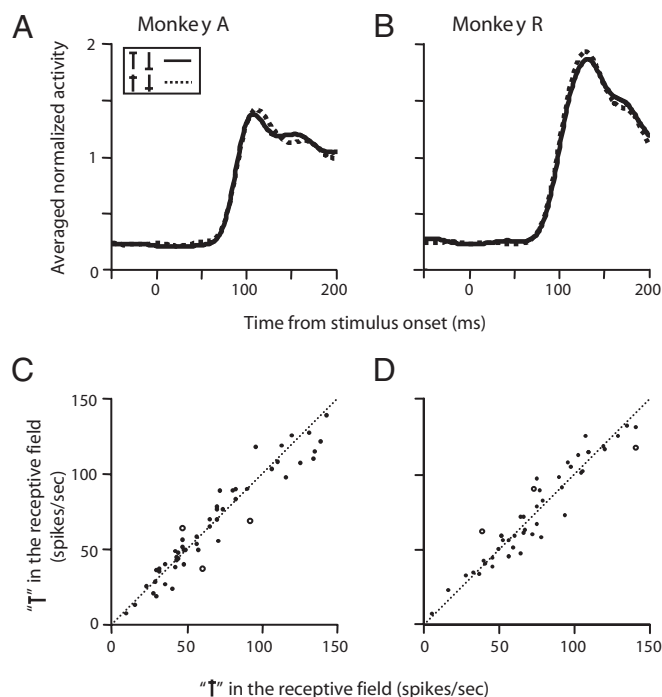 A Monkey A B Monkey R
2
1
0
Averaged normalized activity
0 100 200 0 100 200
Time from stimulus onset (ms)
C D
150
100
50
0
"T" in the receptive field
(spikes/sec)
0 50 100 150 0 50 100 150
"†" in the receptive field (spikes/sec)